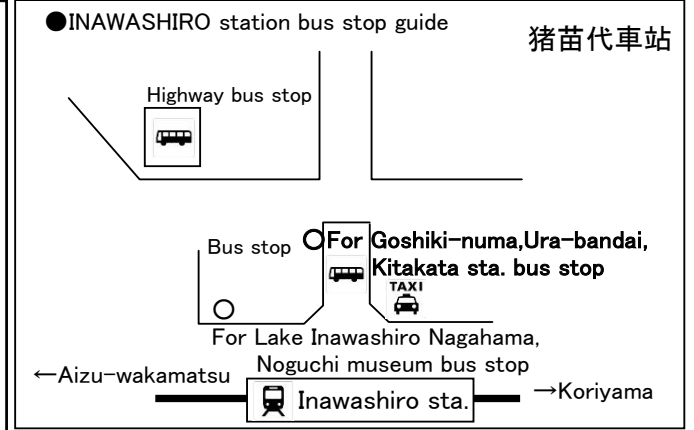 ●INAWASHIRO station bus stop guide
猪苗代車站
Highway bus stop
Bus stop
○For Goshiki-numa,Ura-bandai,
Kitakata sta. bus stop
TAXI
For Lake Inawashiro Nagahama,
Noguchi museum bus stop
←Aizu-wakamatsu
Inawashiro sta.
→Koriyama